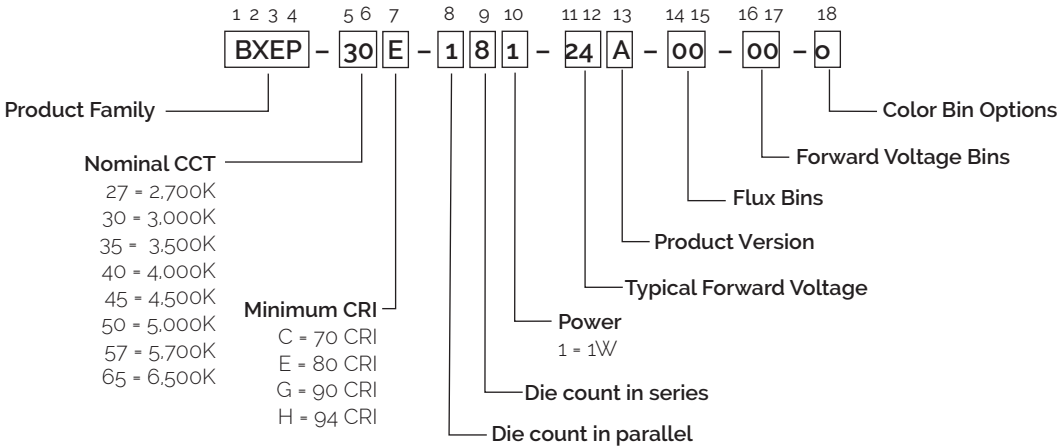 1 2 3 4 5 6 7 8 9 10 11 12 13 14 15 16 17 18
BXEP – 30 E – 1 8 1 – 24 A – 00 – 00 – 0
Product Family
Color Bin Options
Nominal CCT
27 = 2,700K
30 = 3,000K
35 = 3,500K
40 = 4,000K
45 = 4,500K
50 = 5,000K
57 = 5,700K
65 = 6,500K
Forward Voltage Bins
Flux Bins
Product Version
Typical Forward Voltage
Minimum CRI
C = 70 CRI
E = 80 CRI
G = 90 CRI
H = 94 CRI
Power
1 = 1W
Die count in series
Die count in parallel